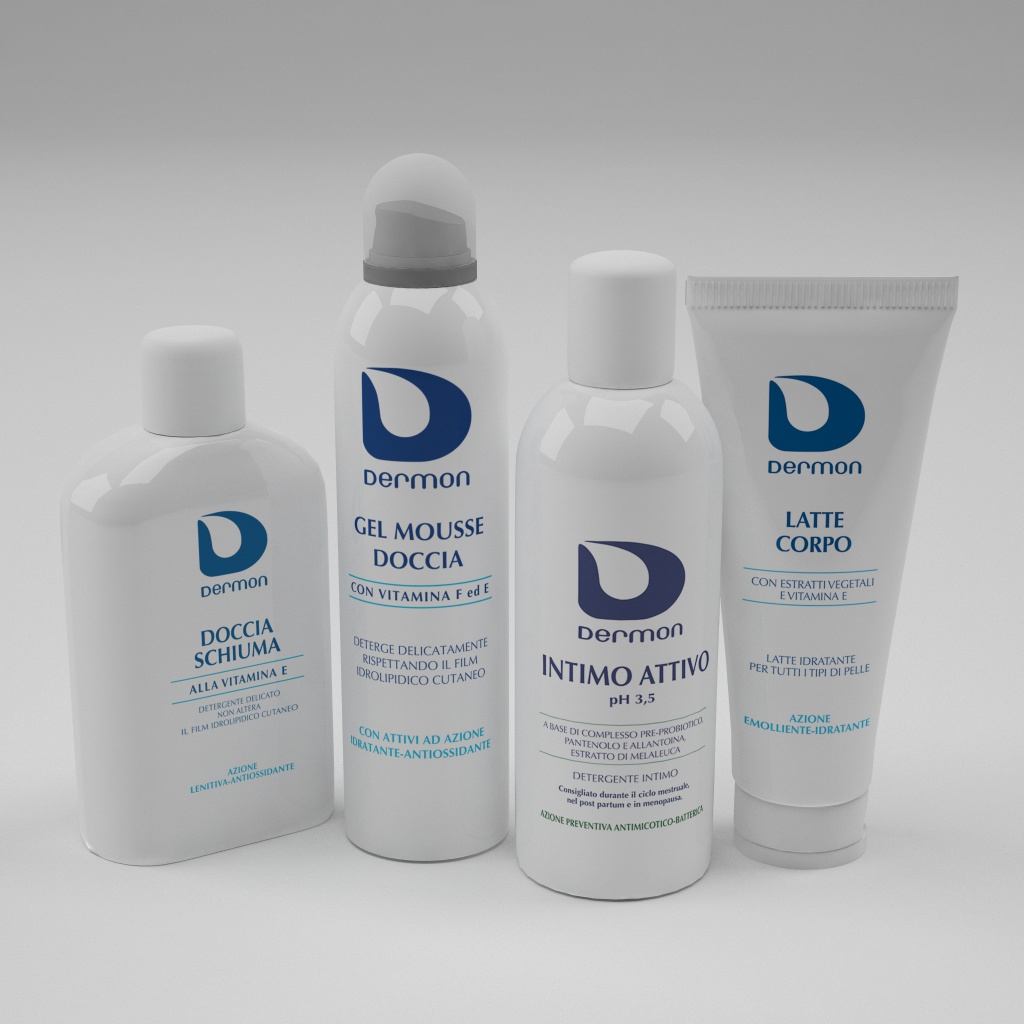 Dermon
DOCCIA
SCHIUMA
ALLA VITAMINA E
DETERGENTE DELICATO
NON ALTERA
IL FILM IDROLIPIDICO CUTANEO
AZIONE
LENITIVA-ANTIOSSIDANTE
Dermon
GEL MOUSSE
DOCCIA
CON VITAMINA F ed E
DETERGE DELICATAMENTE
RISPETTANDO IL FILM
IDROLIPIDICO CUTANEO
CON ATTIVI AD AZIONE
IDRATANTE-ANTIOSSIDANTE
Dermon
INTIMO ATTIVO
pH 3,5
A BASE DI COMPLESSO PRE-PROBIOTICO,
PANTENOLO E ALLANTOINA,
ESTRATTO DI MELALEUCA
DETERGENTE INTIMO
Consigliato durante il ciclo mestruale,
nel post partum e in menopausa.
AZIONE PREVENTIVA ANTIMICOTICO-BATTERICA
Dermon
LATTE
CORPO
CON ESTRATTI VEGETALI
E VITAMINA E
LATTE IDRATANTE
PER TUTTI I TIPI DI PELLE
AZIONE
EMOLLIENTE-IDRATANTE